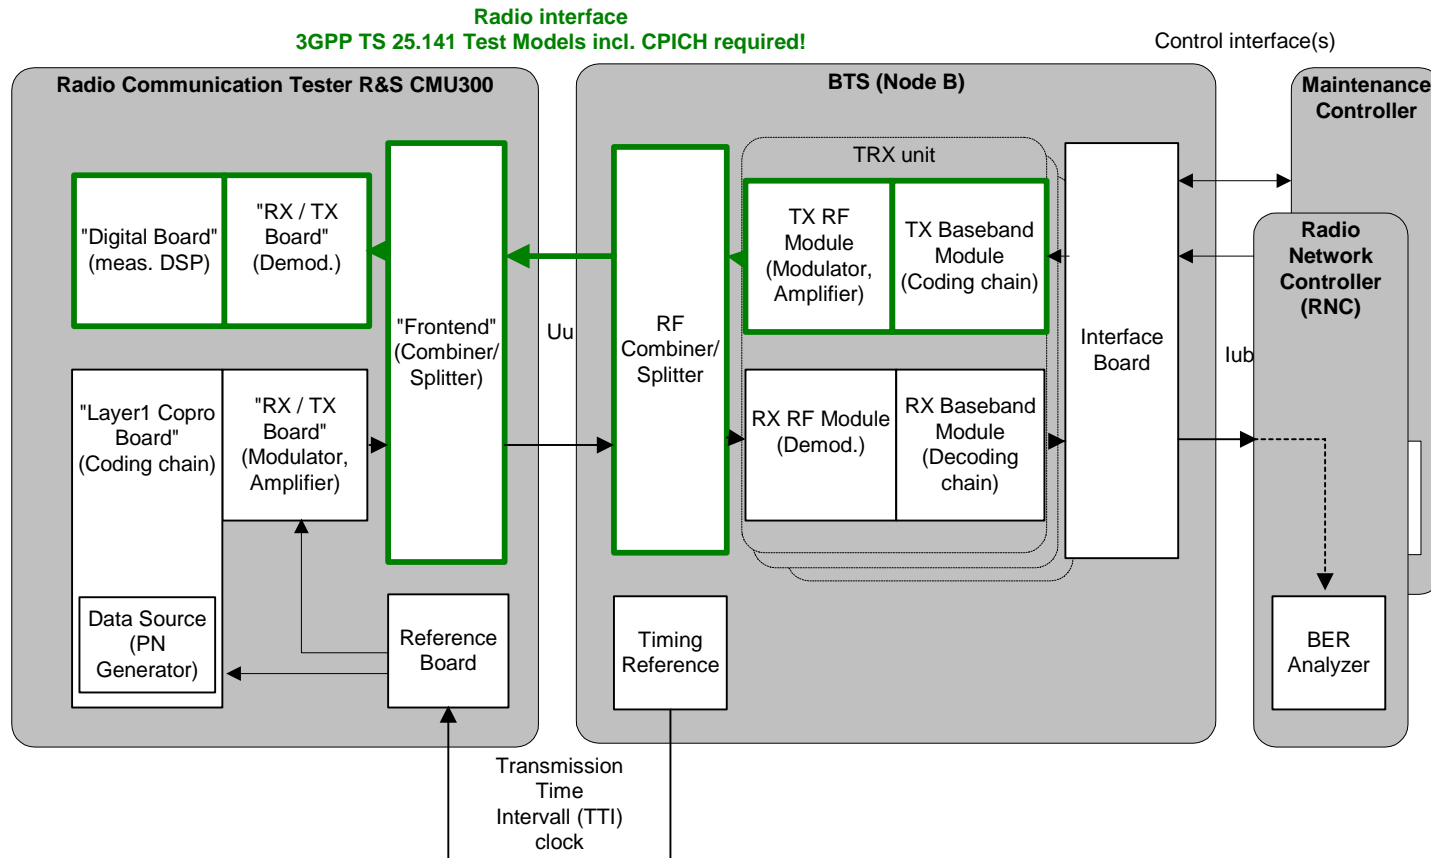 Radio interface
3GPP TS 25.141 Test Models incl. CPICH required!
Control interface(s)
Radio Communication Tester R&S CMU300
BTS (Node B)
Maintenance
Controller
TRX unit
"Digital Board"
(meas. DSP)
"RX / TX
Board"
(Demod.)
"Frontend"
(Combiner/
Splitter)
"Layer1 Copro
Board"
(Coding chain)
"RX / TX
Board"
(Modulator,
Amplifier)
Data Source
(PN
Generator)
Reference
Board
Uu
RF
Combiner/
Splitter
TX RF
Module
(Modulator,
Amplifier)
TX Baseband
Module
(Coding chain)
RX RF Module
(Demod.)
RX Baseband
Module
(Decoding
chain)
Timing
Reference
Interface
Board
Iub
Radio
Network
Controller
(RNC)
BER
Analyzer
Transmission
Time
Intervall (TTI)
clock